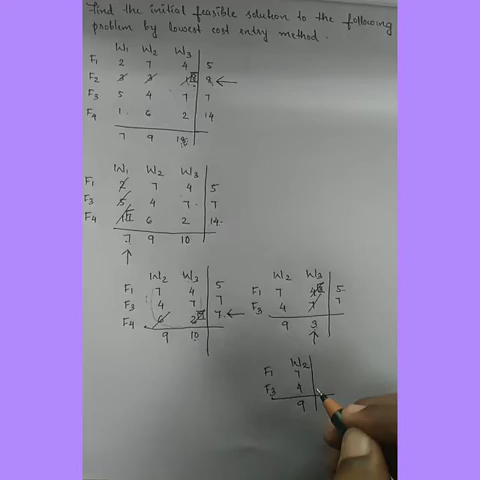 Find the initial feasible solution to the following
problem by lowest cost entry method.
W1 W2 W3
F1 2 7 4 5
F2 3 3 1 8
F3 5 4 7 7
F4 1 6 2 14
7 9 18
W1 W2 W3
F1 2 7 4 5
F3 5 4 7 7
F4 1 7 6 2 14
7 9 10
W2 W3
F1 7 4 5
F3 4 7 7
F4 6 2 7 7
9 10
W2 W3
F1 7 4 3 5
F3 4 7 7
9 3
W2
F1 7
F3 4
9